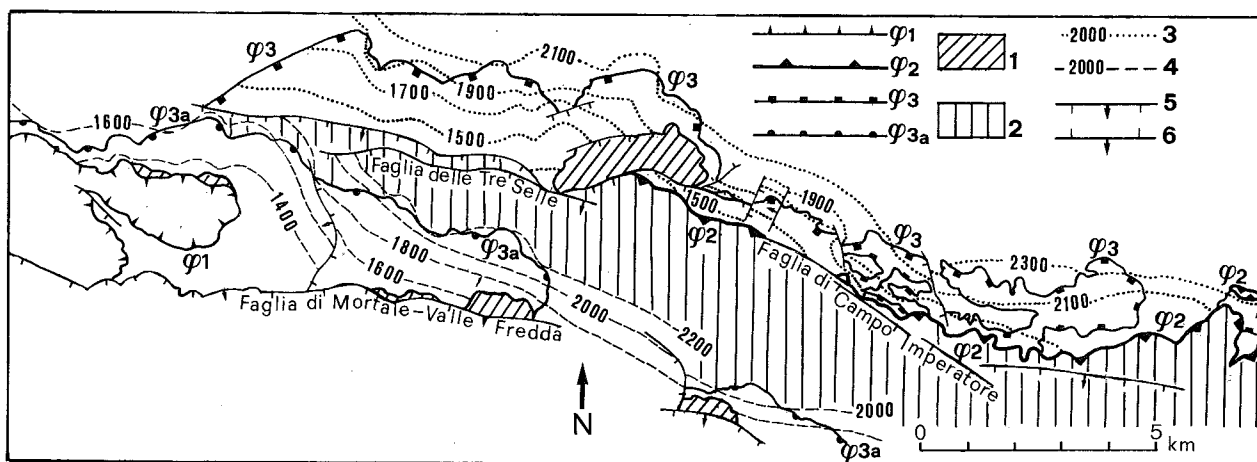 φ3
2100
1700
1900
φ3
φ1
1
φ2
φ3
2
φ3a
2000
3
2000
4
5
6
1600
φ3a
1500
Faglia delle Tre Selle
1500
1900
φ2
φ3
φ3
φ2
2300
2100
1400
φ1
1800
1600
φ3a
Faglia di Mortale-Valle Fredda
2000
2200
Faglia di Campo Imperatore
φ2
φ2
N
2000
φ3a
0
5
km